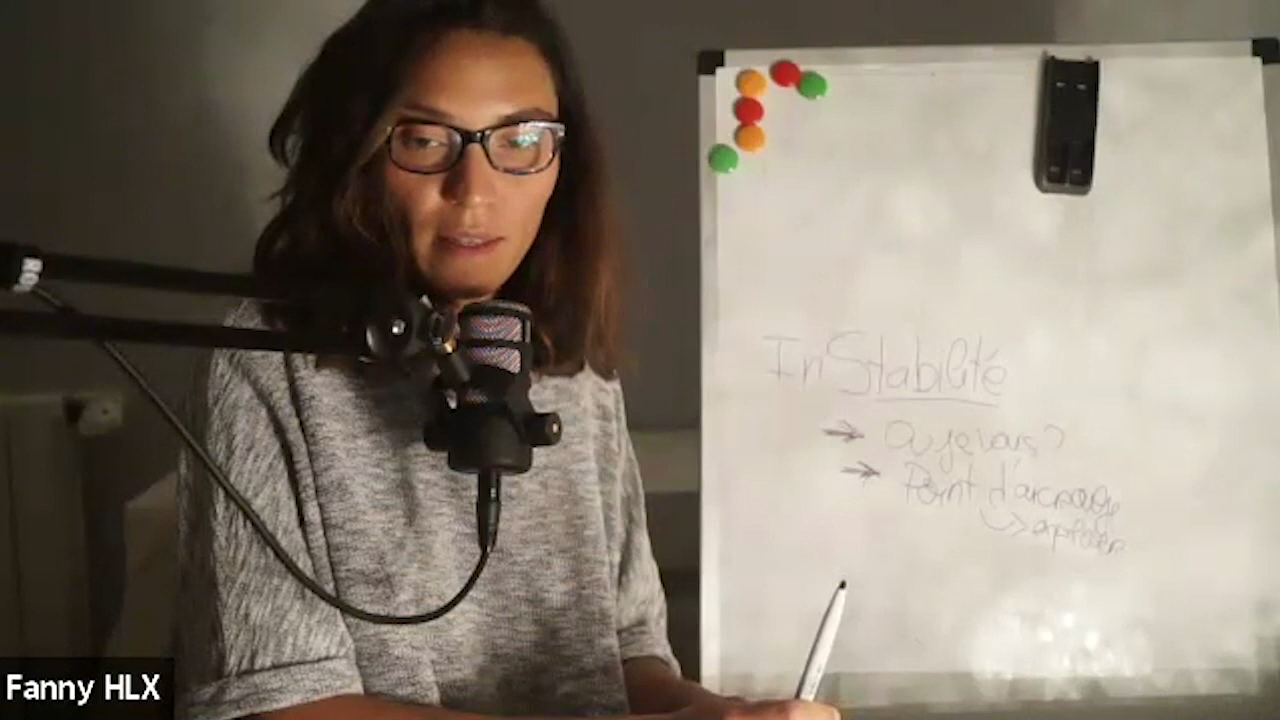 InStabilité
→ Ou je vais?
→ Point d'ancrage
Fanny HLX